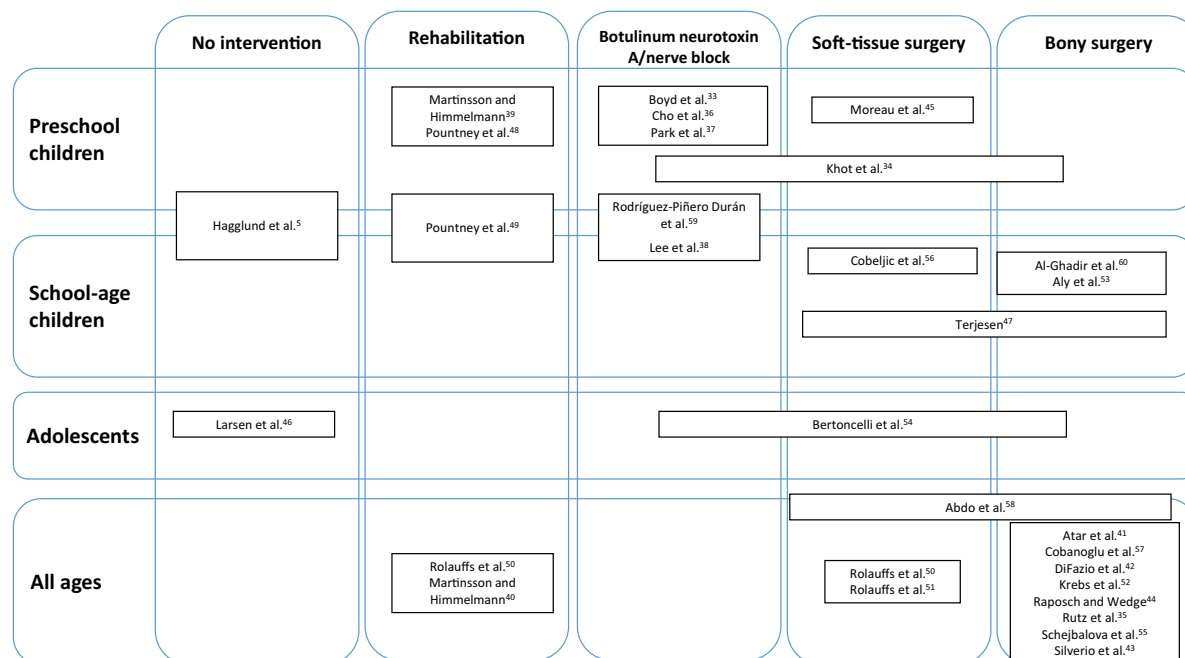 No intervention
Rehabilitation
Botulinum neurotoxin
A/nerve block
Soft-tissue surgery
Bony surgery
Preschool
children
Martinsson and
Himmelmann³⁹
Pountney et al.⁴⁸
Boyd et al.³³
Cho et al.³⁶
Park et al.³⁷
Moreau et al.⁴⁵
Khot et al.³⁴
Hagglund et al.⁵
Pountney et al.⁴⁹
Rodríguez-Piñero Durán
et al.⁵⁹
Lee et al.³⁸
School-age
children
Cobeljic et al.⁵⁶
Al-Ghadir et al.⁶⁰
Aly et al.⁵³
Terjesen⁴⁷
Adolescents
Larsen et al.⁴⁶
Bertoncelli et al.⁵⁴
All ages
Abdo et al.⁵⁸
Rolauffs et al.⁵⁰
Martinsson and
Himmelmann⁴⁰
Rolauffs et al.⁵⁰
Rolauffs et al.⁵¹
Atar et al.⁴¹
Cobanoglu et al.⁵⁷
DiFazio et al.⁴²
Krebs et al.⁵²
Raposch and Wedge⁴⁴
Rutz et al.³⁵
Schejbalova et al.⁵⁵
Silverio et al.⁴³